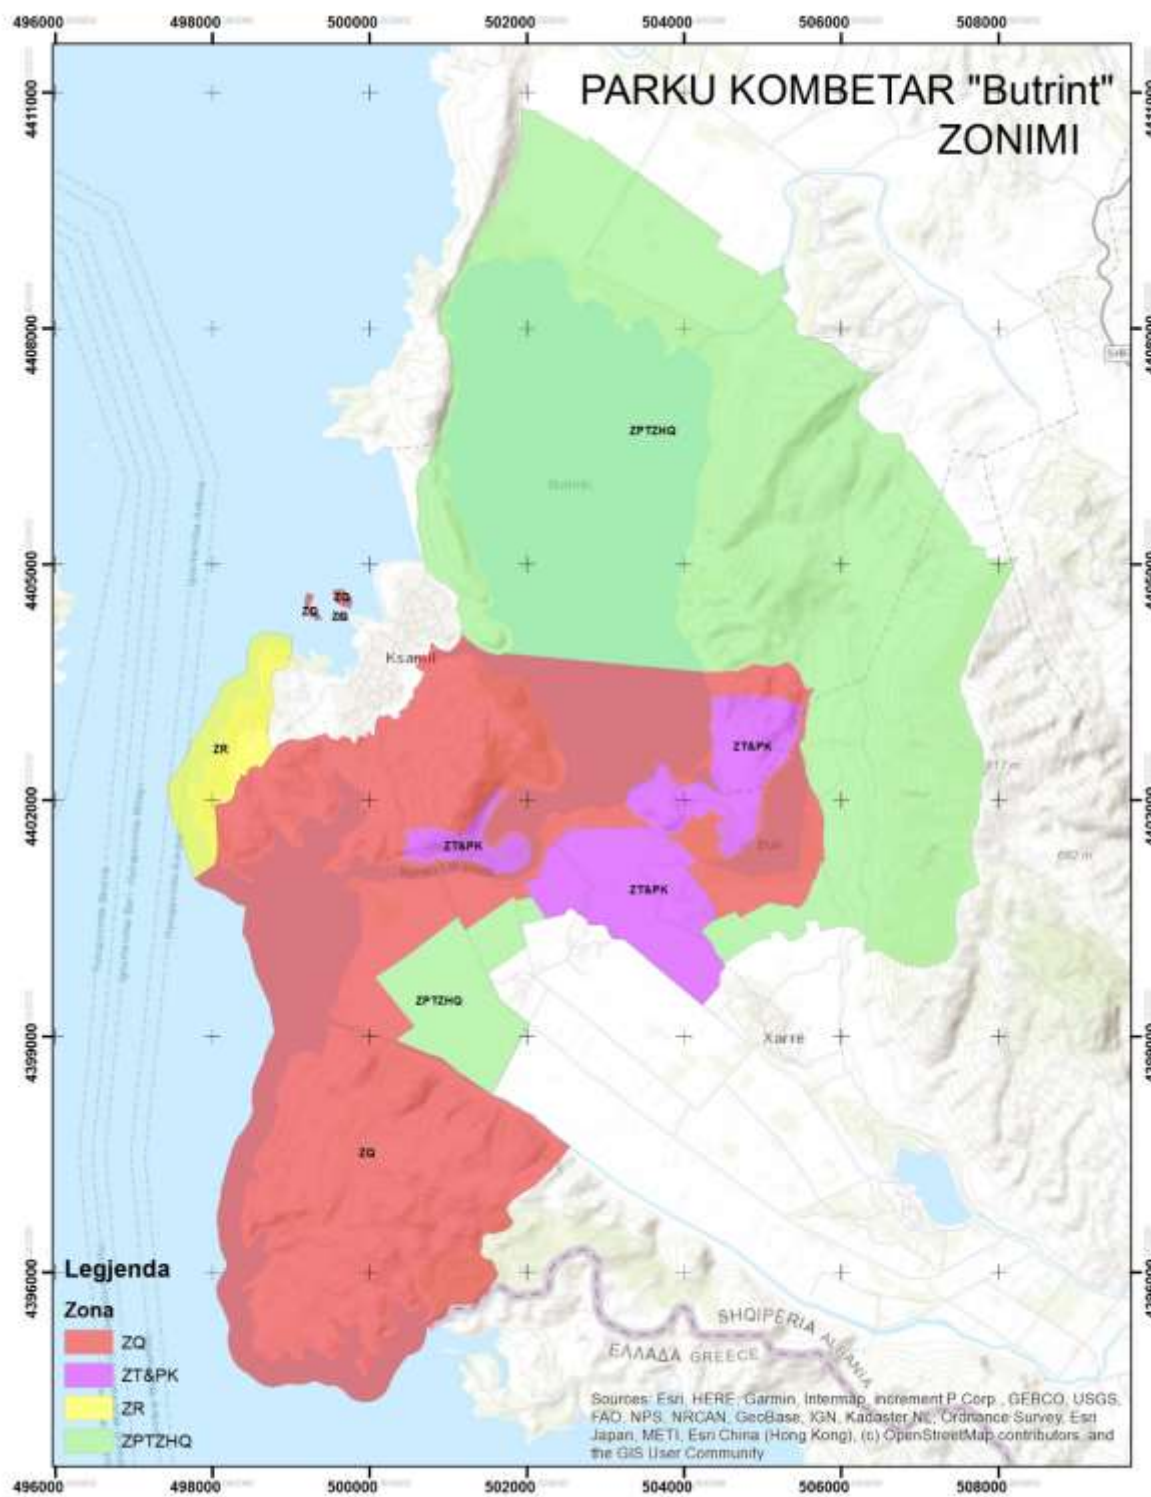 496000 498000 500000 502000 504000 506000 508000
PARKU KOMBETAR "Butrint"
ZONIMI
4411000
4408000
ZPTZHQ
Butrint
4405000
ZQ
ZQ
ZQ
Ksamil
ZR
ZT&PK
817 m
4402000
ZT&PK
692 m
ZT&PK
ZPTZHQ
4399000
Xarrë
ZQ
4396000
Legjenda
Zona
ZQ
ZT&PK
ZR
ZPTZHQ
SHQIPERIA ALBANIA
ΕΛΛΑΔΑ GREECE
Sources: Esri, HERE, Garmin, Intermap, increment P Corp., GEBCO, USGS,
FAO, NPS, NRCAN, GeoBase, IGN, Kadaster NL, Ordnance Survey, Esri
Japan, METI, Esri China (Hong Kong), (c) OpenStreetMap contributors, and
the GIS User Community
496000 498000 500000 502000 504000 506000 508000